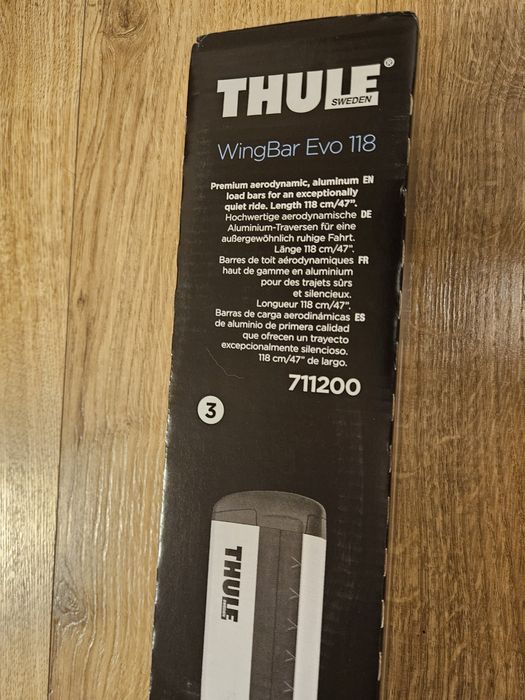 THULE®
SWEDEN
WingBar Evo 118
Premium aerodynamic, aluminum EN
load bars for an exceptionally
quiet ride. Length 118 cm/47".
Hochwertige aerodynamische DE
Aluminium-Traversen für eine
außergewöhnlich ruhige Fahrt.
Länge 118 cm/47".
Barres de toit aérodynamiques FR
haut de gamme en aluminium
pour des trajets sûrs
et silencieux.
Longueur 118 cm/47".
Barras de carga aerodinámicas ES
de aluminio de primera calidad
que ofrecen un trayecto
excepcionalmente silencioso.
118 cm/47" de largo.
711200
3
THULE